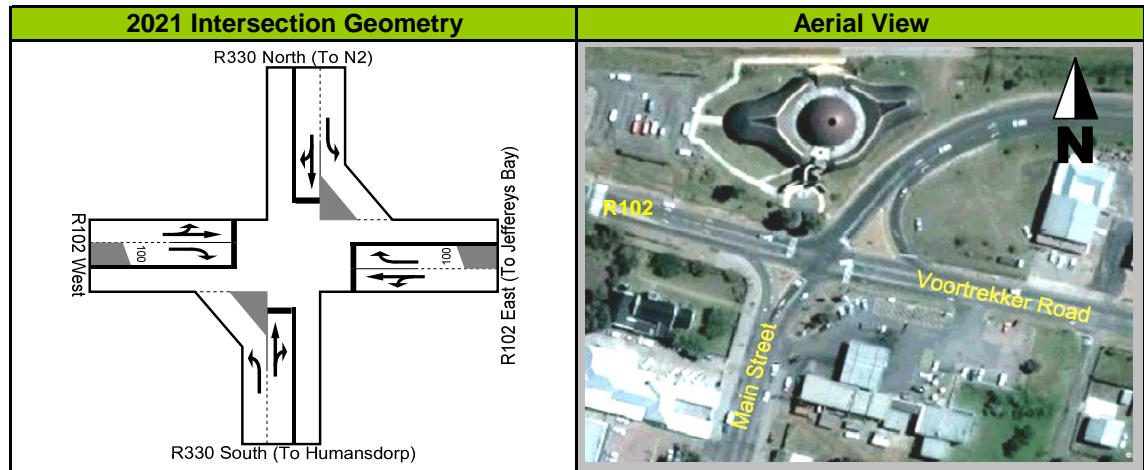 2021 Intersection Geometry
Aerial View
R330 North (To N2)
R102 West
100
100
R102 East (To Jeffereys Bay)
R330 South (To Humansdorp)
N
R102
Voortrekker Road
Main Street